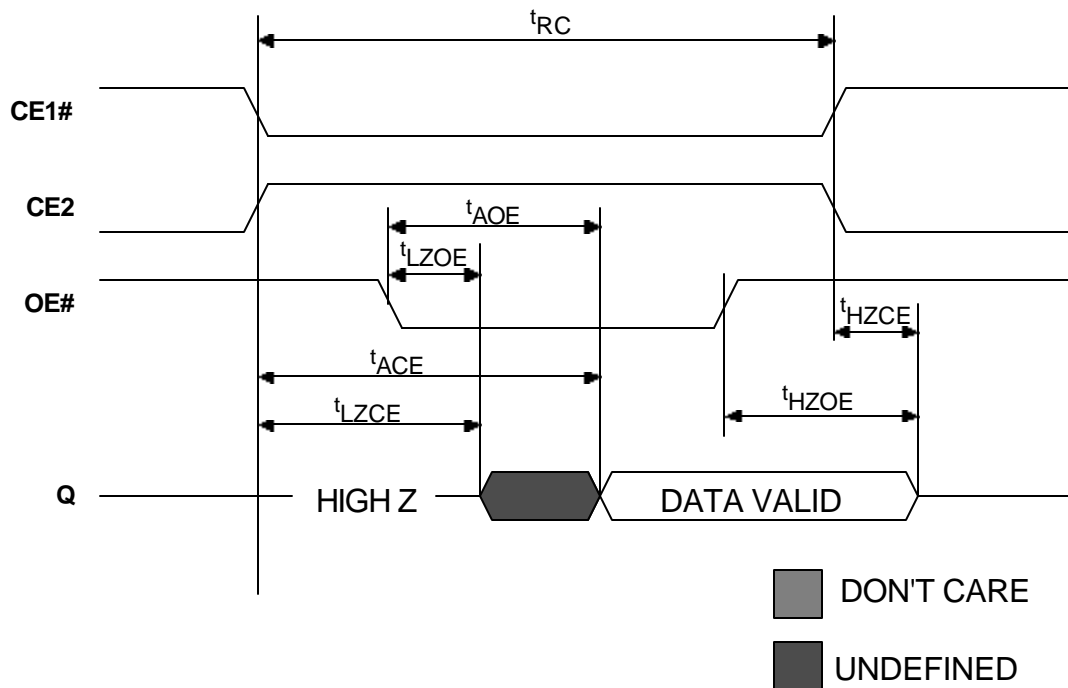 tRC
CE1#
CE2
tAOE
tLZOE
OE#
tHZCE
tACE
tHZOE
tLZCE
Q
HIGH Z
DATA VALID
DON'T CARE
UNDEFINED